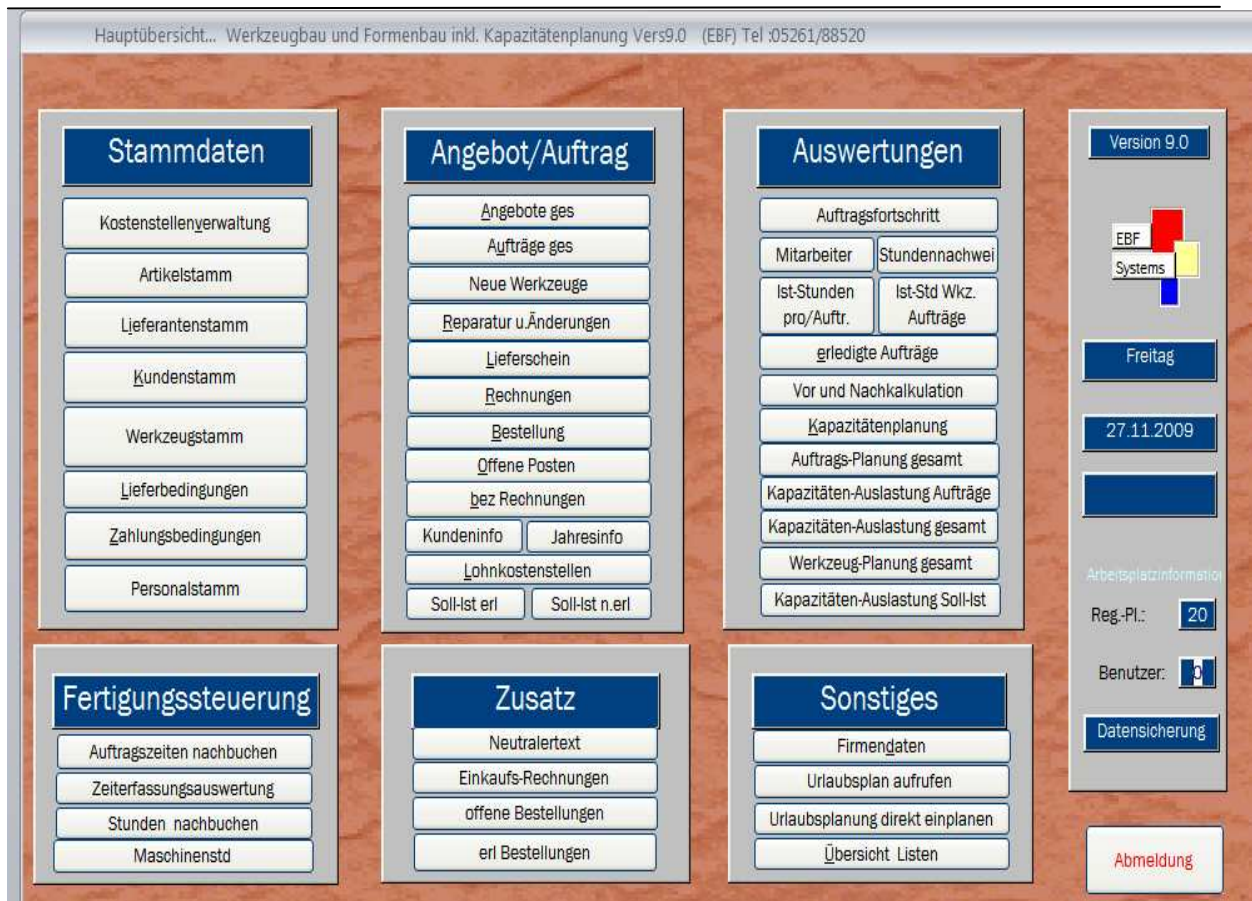 Hauptübersicht... Werkzeugbau und Formenbau inkl. Kapazitätenplanung Vers9.0 (EBF) Tel :05261/88520
Stammdaten
Kostenstellenverwaltung
Artikelstamm
Lieferantenstamm
Kundenstamm
Werkzeugstamm
Lieferbedingungen
Zahlungsbedingungen
Personalstamm
Angebot/Auftrag
Angebote ges
Aufträge ges
Neue Werkzeuge
Reparatur u.Änderungen
Lieferschein
Rechnungen
Bestellung
Offene Posten
bez Rechnungen
Kundeninfo
Jahresinfo
Lohnkostenstellen
Soll-Ist erl
Soll-Ist n.erl
Auswertungen
Auftragsfortschritt
Mitarbeiter
Stundennachwei
Ist-Stunden
pro/Auftr.
Ist-Std Wkz.
Aufträge
erledigte Aufträge
Vor und Nachkalkulation
Kapazitätenplanung
Auftrags-Planung gesamt
Kapazitäten-Auslastung Aufträge
Kapazitäten-Auslastung gesamt
Werkzeug-Planung gesamt
Kapazitäten-Auslastung Soll-Ist
Version 9.0
EBF
Systems
Freitag
27.11.2009
Arbeitsplatzinformation
Reg.-Pl.: 20
Benutzer: 0
Datensicherung
Abmeldung
Fertigungssteuerung
Auftragszeiten nachbuchen
Zeiterfassungsauswertung
Stunden nachbuchen
Maschinenstd
Zusatz
Neutralertext
Einkaufs-Rechnungen
offene Bestellungen
erl Bestellungen
Sonstiges
Firmendaten
Urlaubsplan aufrufen
Urlaubsplanung direkt einplanen
Übersicht Listen